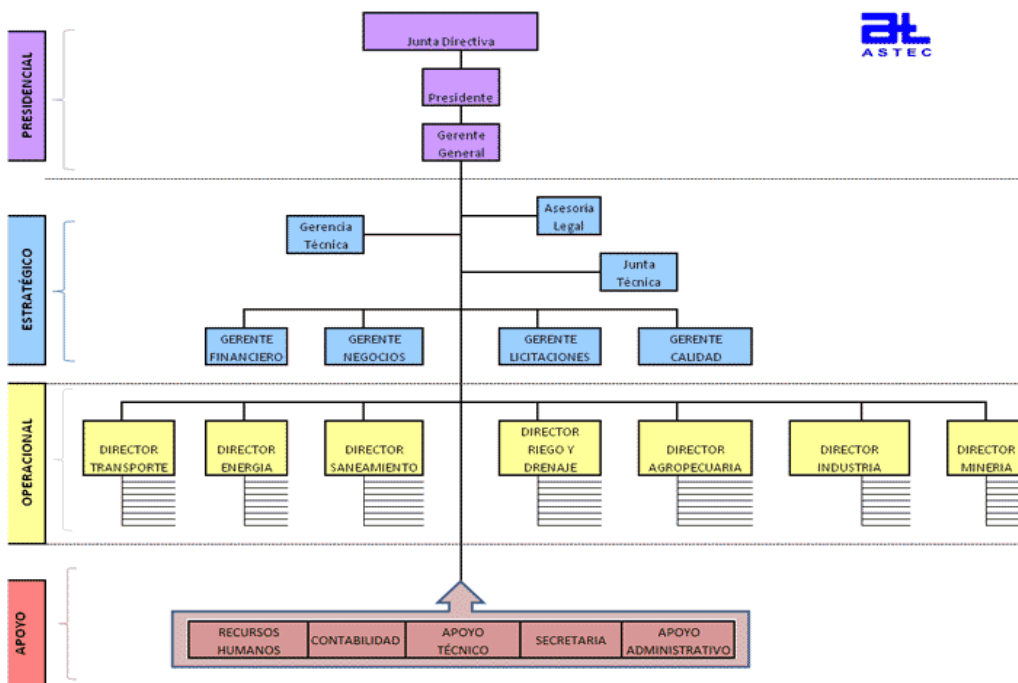 Junta Directiva
ASTEC
Presidente
Gerente
General
PRESIDENCIAL
Asesoría
Legal
Gerencia
Técnica
Junta
Técnica
GERENTE
FINANCIERO
GERENTE
NEGOCIOS
GERENTE
LICITACIONES
GERENTE
CALIDAD
ESTRATÉGICO
DIRECTOR
TRANSPORTE
DIRECTOR
ENERGIA
DIRECTOR
SANEAMIENTO
DIRECTOR
RIEGO Y
DRENAJE
DIRECTOR
AGROPECUARIA
DIRECTOR
INDUSTRIA
DIRECTOR
MINERIA
OPERACIONAL
RECURSOS
HUMANOS
CONTABILIDAD
APOYO
TÉCNICO
SECRETARIA
APOYO
ADMINISTRATIVO
APOYO